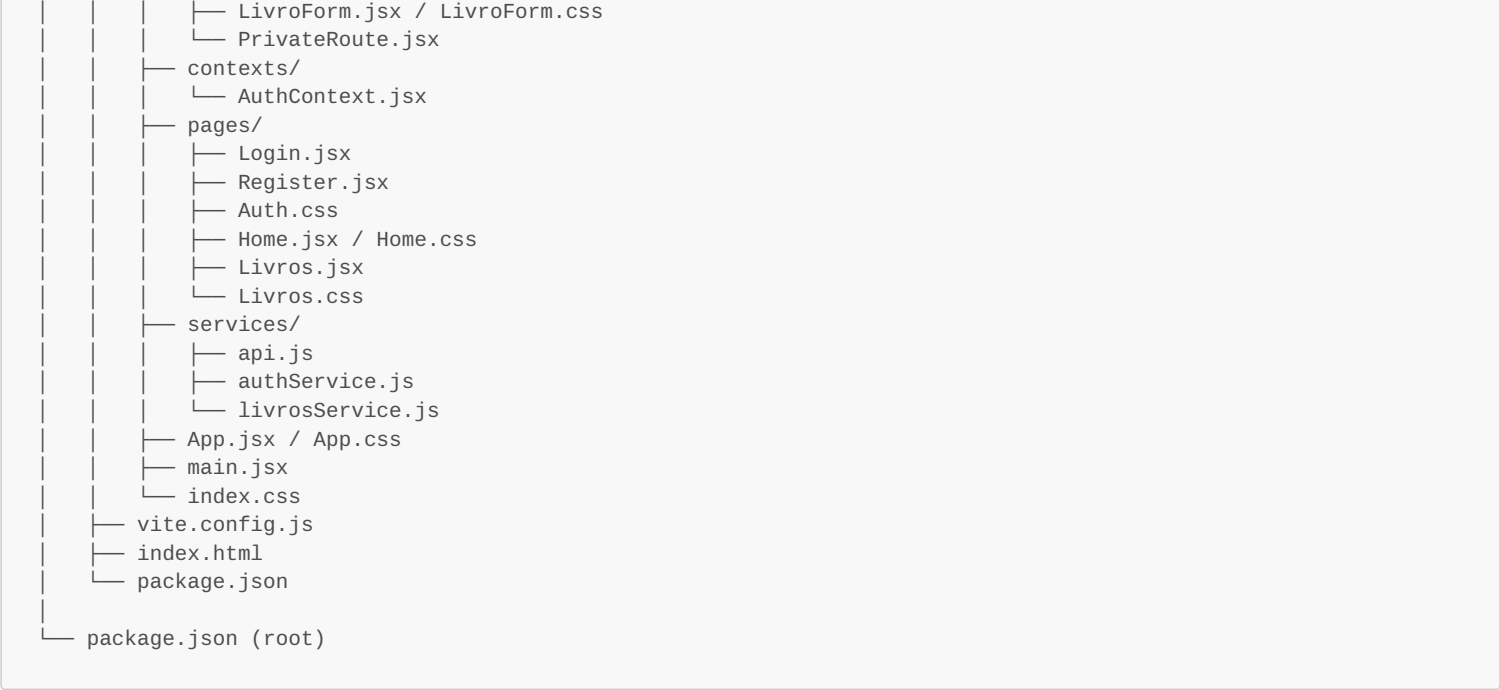 │   │   │   ├── LivroForm.jsx / LivroForm.css
│   │   │   └── PrivateRoute.jsx
│   │   ├── contexts/
│   │   │   └── AuthContext.jsx
│   │   ├── pages/
│   │   │   ├── Login.jsx
│   │   │   ├── Register.jsx
│   │   │   ├── Auth.css
│   │   │   ├── Home.jsx / Home.css
│   │   │   ├── Livros.jsx
│   │   │   └── Livros.css
│   │   ├── services/
│   │   │   ├── api.js
│   │   │   ├── authService.js
│   │   │   └── livrosService.js
│   │   ├── App.jsx / App.css
│   │   ├── main.jsx
│   │   └── index.css
│   ├── vite.config.js
│   ├── index.html
│   └── package.json
│
└── package.json (root)